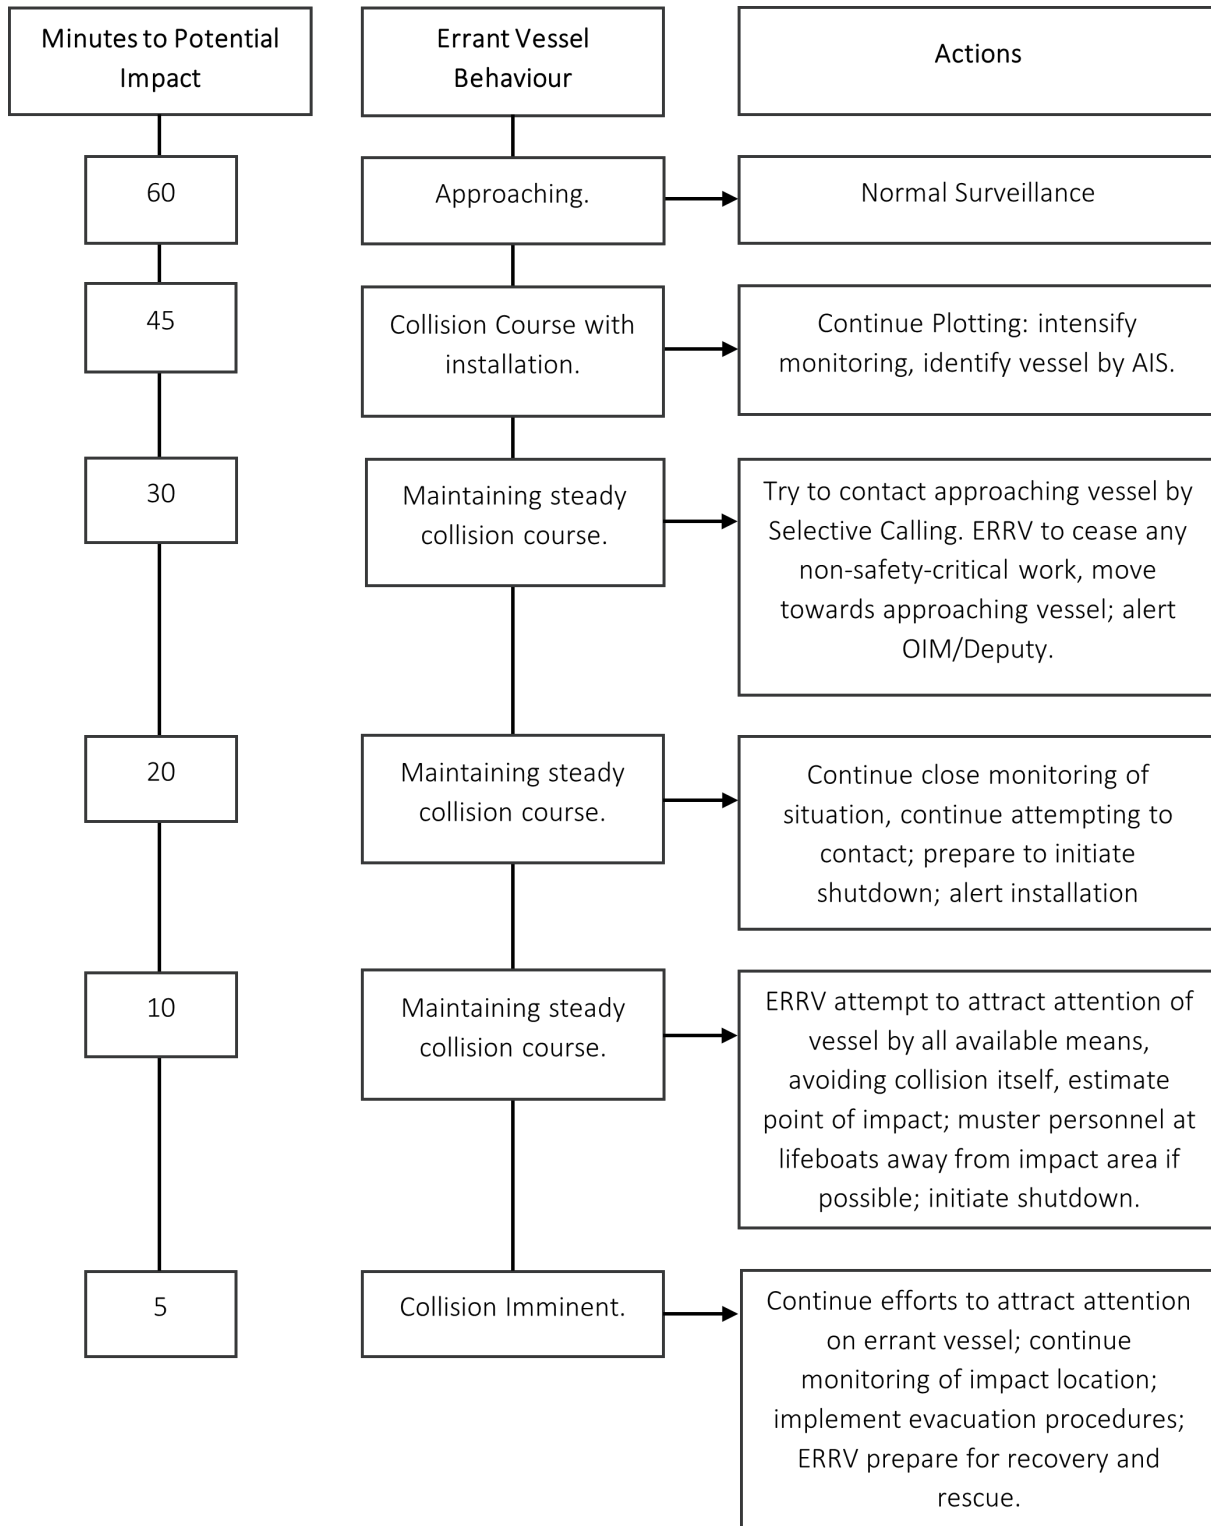 Minutes to Potential
Impact
Errant Vessel
Behaviour
Actions
60
Approaching.
Normal Surveillance
45
Collision Course with
installation.
Continue Plotting: intensify
monitoring, identify vessel by AIS.
30
Maintaining steady
collision course.
Try to contact approaching vessel by
Selective Calling. ERRV to cease any
non-safety-critical work, move
towards approaching vessel; alert
OIM/Deputy.
20
Maintaining steady
collision course.
Continue close monitoring of
situation, continue attempting to
contact; prepare to initiate
shutdown; alert installation
10
Maintaining steady
collision course.
ERRV attempt to attract attention of
vessel by all available means,
avoiding collision itself, estimate
point of impact; muster personnel at
lifeboats away from impact area if
possible; initiate shutdown.
5
Collision Imminent.
Continue efforts to attract attention
on errant vessel; continue
monitoring of impact location;
implement evacuation procedures;
ERRV prepare for recovery and
rescue.